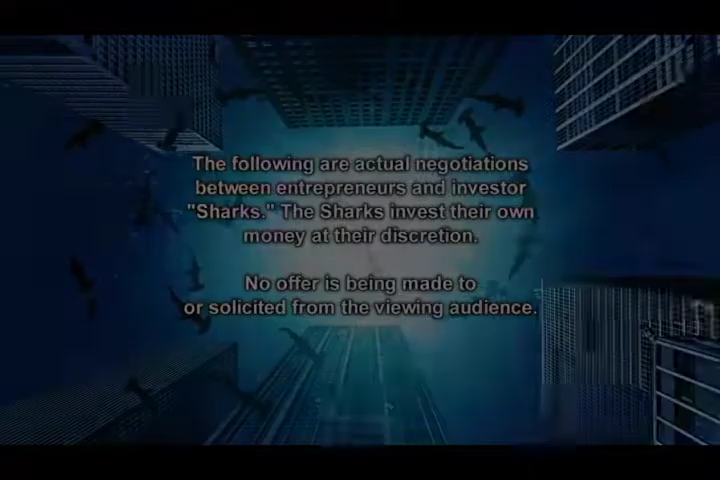 The following are actual negotiations
between entrepreneurs and investor
"Sharks." The Sharks invest their own
money at their discretion.
No offer is being made to
or solicited from the viewing audience.